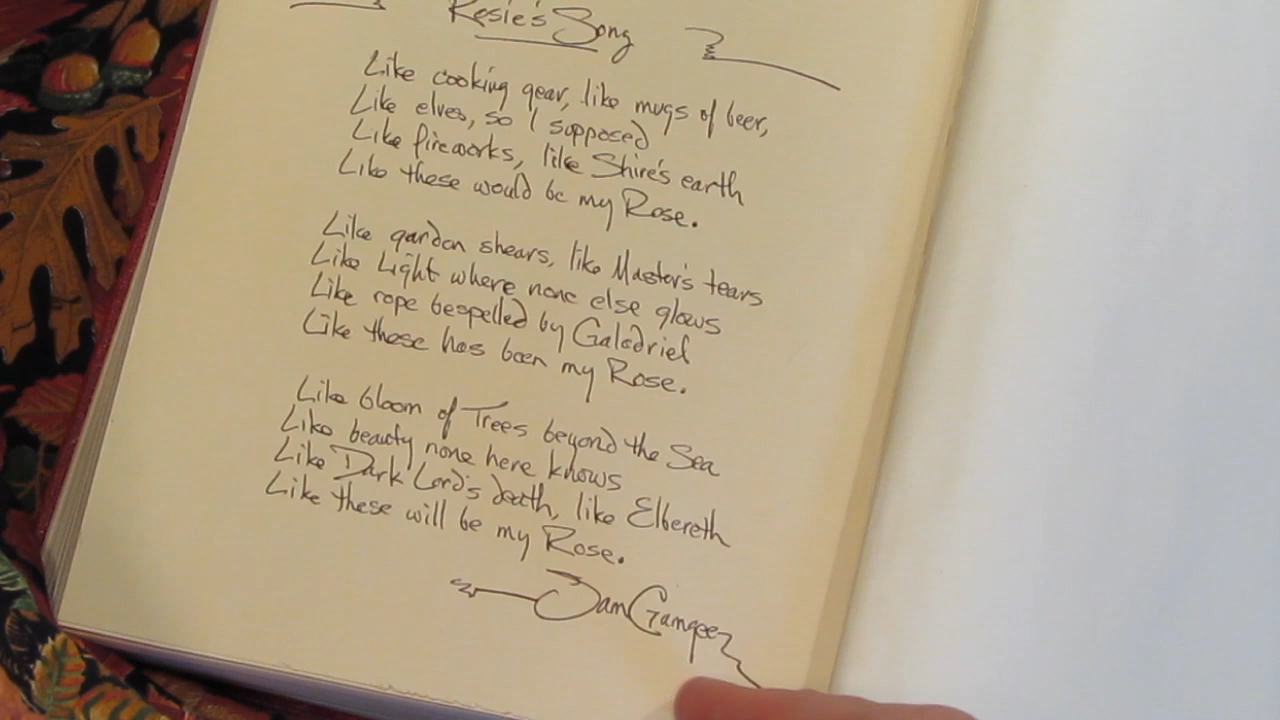 Rosie's Song
Like cooking gear, like mugs of beer,
Like elves, so I supposed
Like fireworks, like Shire's earth
Like these would be my Rose.
Like garden shears, like Master's tears
Like Light where none else glows
Like rope bespelled by Galadriel
Like these has been my Rose.
Like bloom of Trees beyond the Sea
Like beauty none here knows
Like Dark Lord's death, like Elbereth
Like these will be my Rose.
Sam Gamgee